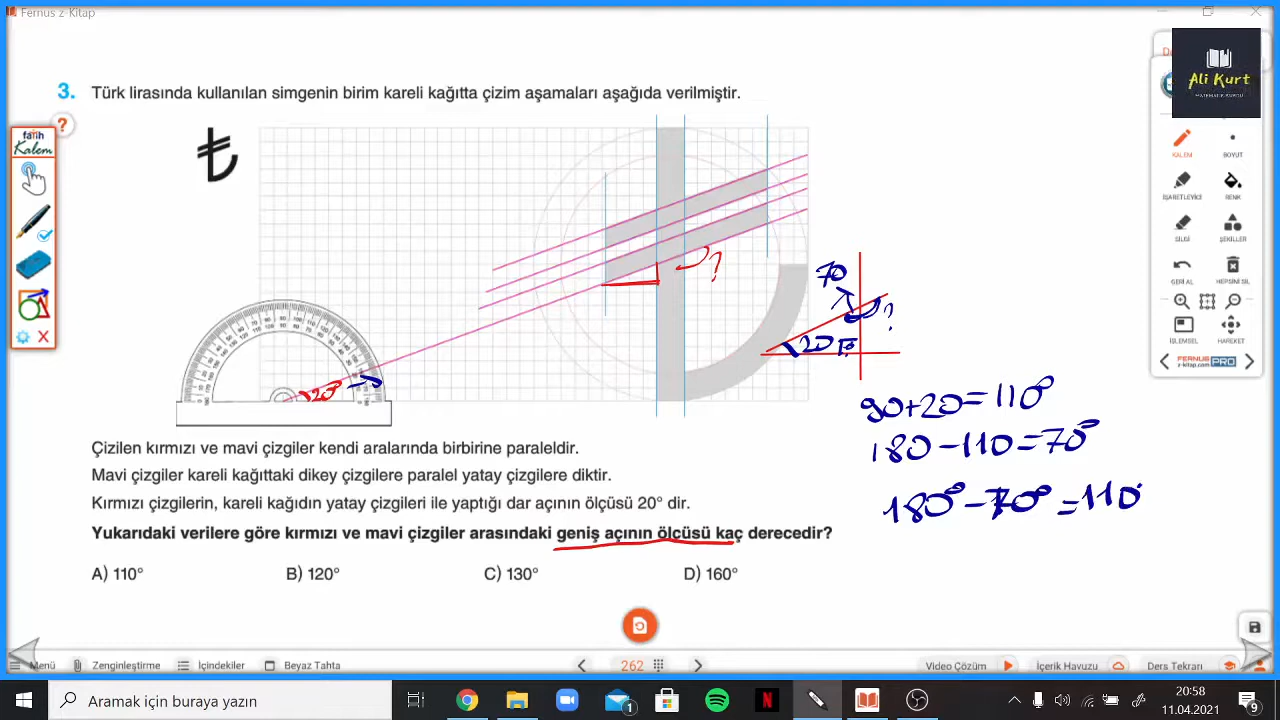 Fernus z-Kitap
3. Türk lirasında kullanılan simgenin birim kareli kağıtta çizim aşamaları aşağıda verilmiştir.
?
fatih
Kalem
Ali Kurt
KALEM
BOYUT
İŞARETLEYİCİ
RENK
SİLGİ
ŞEKİLLER
GERİ AL
HEPSİNİ SİL
İŞLEMSEL
HAREKET
FERNUS PRO
z-kitap.com
?
70
?
20
20°
90+20=110°
180-110=70°
180°-70°=110°
Çizilen kırmızı ve mavi çizgiler kendi aralarında birbirine paraleldir.
Mavi çizgiler kareli kağıttaki dikey çizgilere paralel yatay çizgilere diktir.
Kırmızı çizgilerin, kareli kağıdın yatay çizgileri ile yaptığı dar açının ölçüsü 20° dir.
Yukarıdaki verilere göre kırmızı ve mavi çizgiler arasındaki geniş açının ölçüsü kaç derecedir?
A) 110° B) 120° C) 130° D) 160°
Menü Zenginleştirme İçindekiler Beyaz Tahta 262 Video Çözüm İçerik Havuzu Ders Tekrarı
Aramak için buraya yazın
1
N
20:58
11.04.2021
9